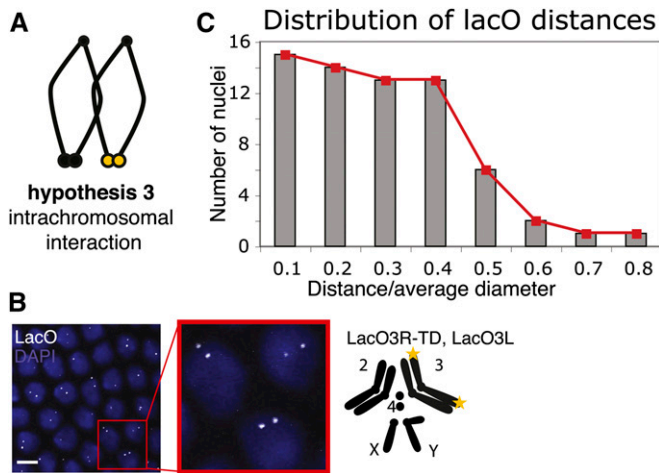 A
hypothesis 3
intrachromosomal
interaction
C
Distribution of lacO distances
Number of nuclei
16
12
8
4
0
0.1 0.2 0.3 0.4 0.5 0.6 0.7 0.8
Distance/average diameter
B
LacO
DAPI
LacO3R-TD, LacO3L
2 3
4
X Y